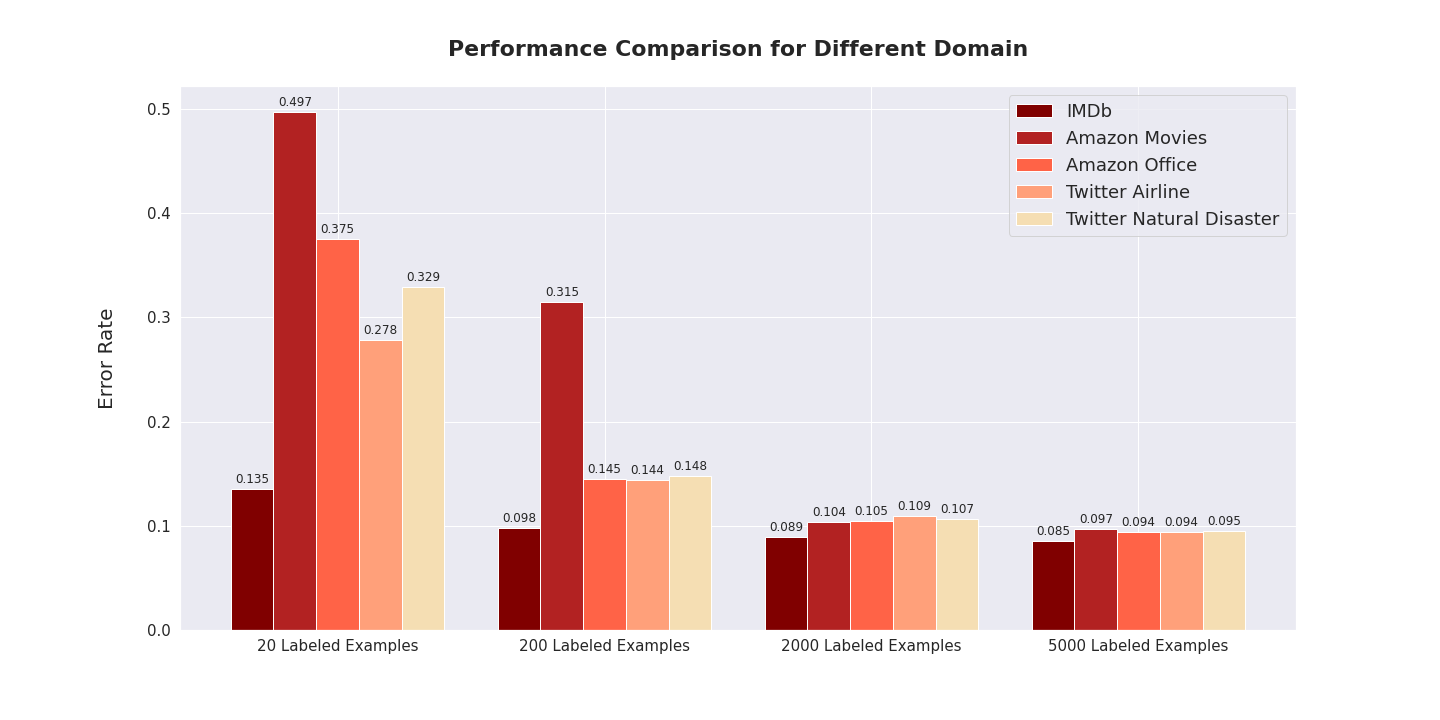 Performance Comparison for Different Domain
IMDb
Amazon Movies
Amazon Office
Twitter Airline
Twitter Natural Disaster
Error Rate
0.5
0.4
0.3
0.2
0.1
0.0
0.135
0.497
0.375
0.278
0.329
0.098
0.315
0.145
0.144
0.148
0.089
0.104
0.105
0.109
0.107
0.085
0.097
0.094
0.094
0.095
20 Labeled Examples
200 Labeled Examples
2000 Labeled Examples
5000 Labeled Examples